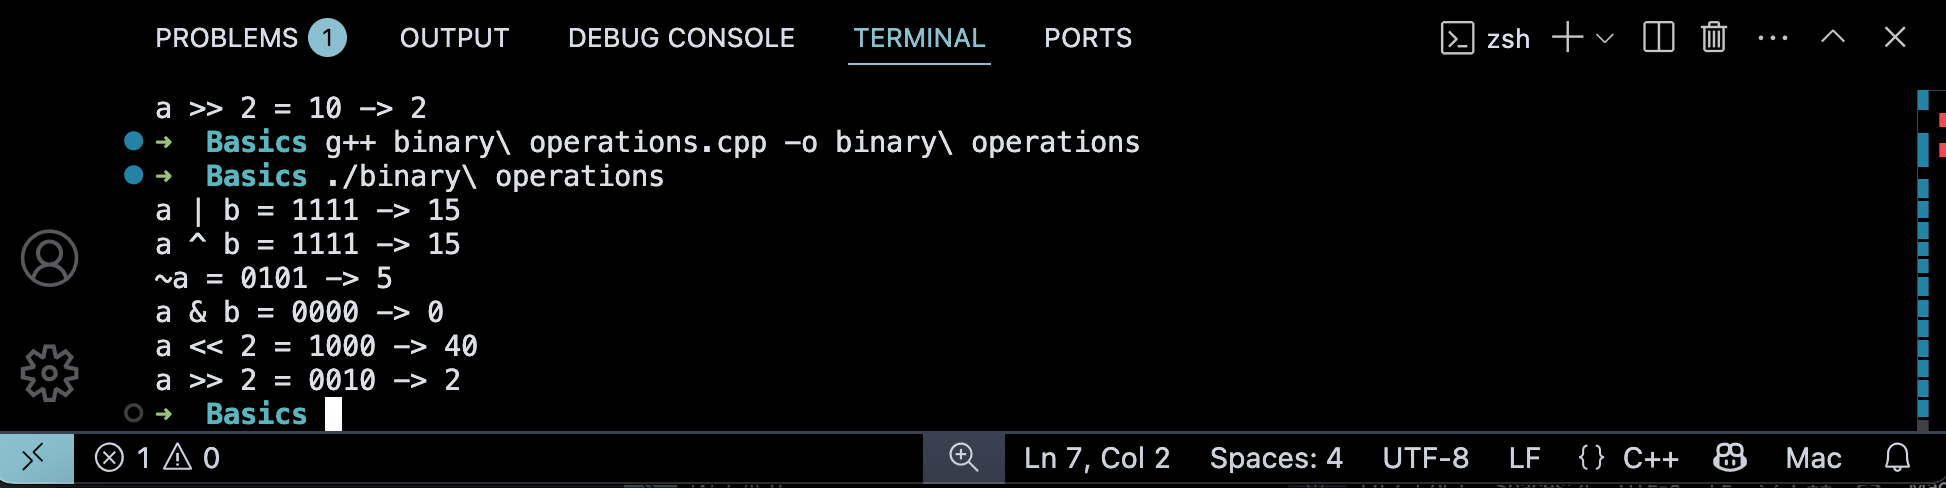 PROBLEMS 1 OUTPUT DEBUG CONSOLE TERMINAL PORTS zsh
a >> 2 = 10 -> 2
➜ Basics g++ binary\ operations.cpp -o binary\ operations
➜ Basics ./binary\ operations
a | b = 1111 -> 15
a ^ b = 1111 -> 15
~a = 0101 -> 5
a & b = 0000 -> 0
a << 2 = 1000 -> 40
a >> 2 = 0010 -> 2
➜ Basics
1 0 Ln 7, Col 2 Spaces: 4 UTF-8 LF {} C++ Mac